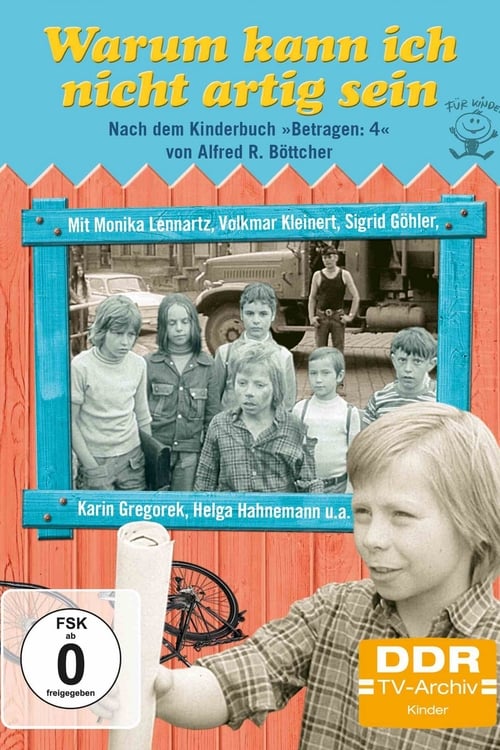 Warum kann ich
nicht artig sein
FÜR KINDER
Nach dem Kinderbuch »Betragen: 4«
von Alfred R. Böttcher
Mit Monika Lennartz, Volkmar Kleinert, Sigrid Göhler,
Karin Gregorek, Helga Hahnemann u.a.
FSK
ab
0
freigegeben
DDR
TV-Archiv
Kinder